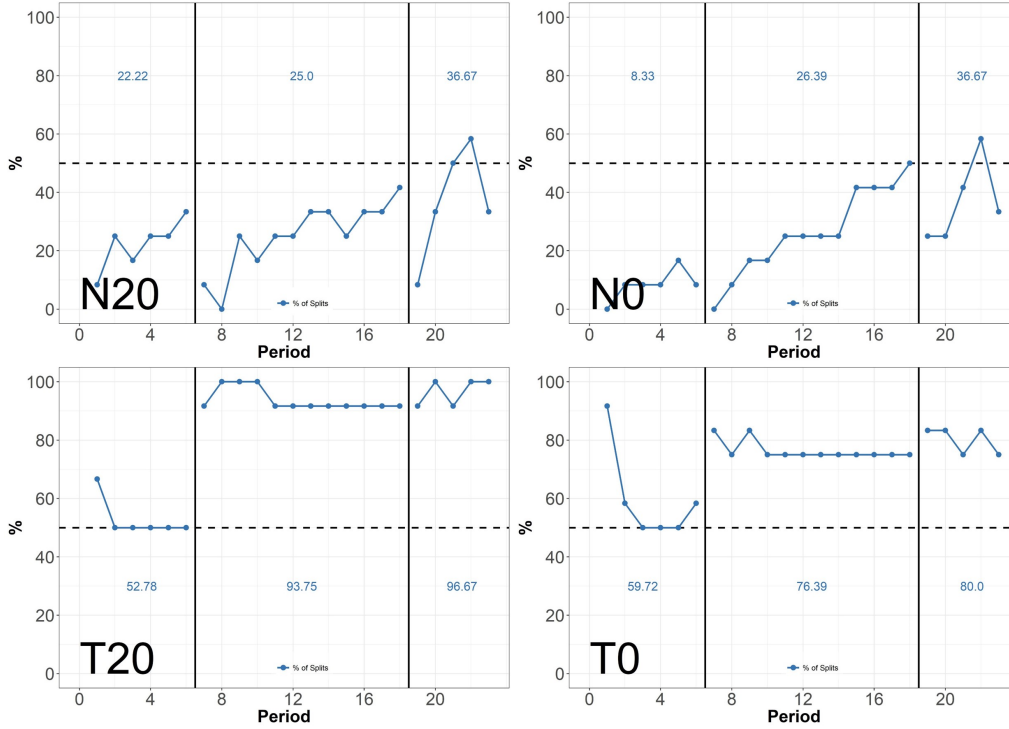 100
80
60
40
20
0
%
22.22 25.0 36.67
N20
% of Splits
0 4 8 12 16 20
Period
100
80
60
40
20
0
%
8.33 26.39 36.67
N0
% of Splits
0 4 8 12 16 20
Period
100
80
60
40
20
0
%
52.78 93.75 96.67
T20
% of Splits
0 4 8 12 16 20
Period
100
80
60
40
20
0
%
59.72 76.39 80.0
T0
% of Splits
0 4 8 12 16 20
Period